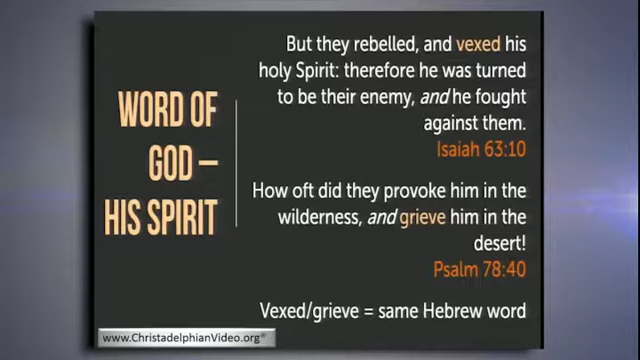 WORD OF
GOD –
HIS SPIRIT
But they rebelled, and vexed his
holy Spirit: therefore he was turned
to be their enemy, and he fought
against them.
Isaiah 63:10
How oft did they provoke him in the
wilderness, and grieve him in the
desert!
Psalm 78:40
Vexed/grieve = same Hebrew word
www.ChristadelphianVideo.org®